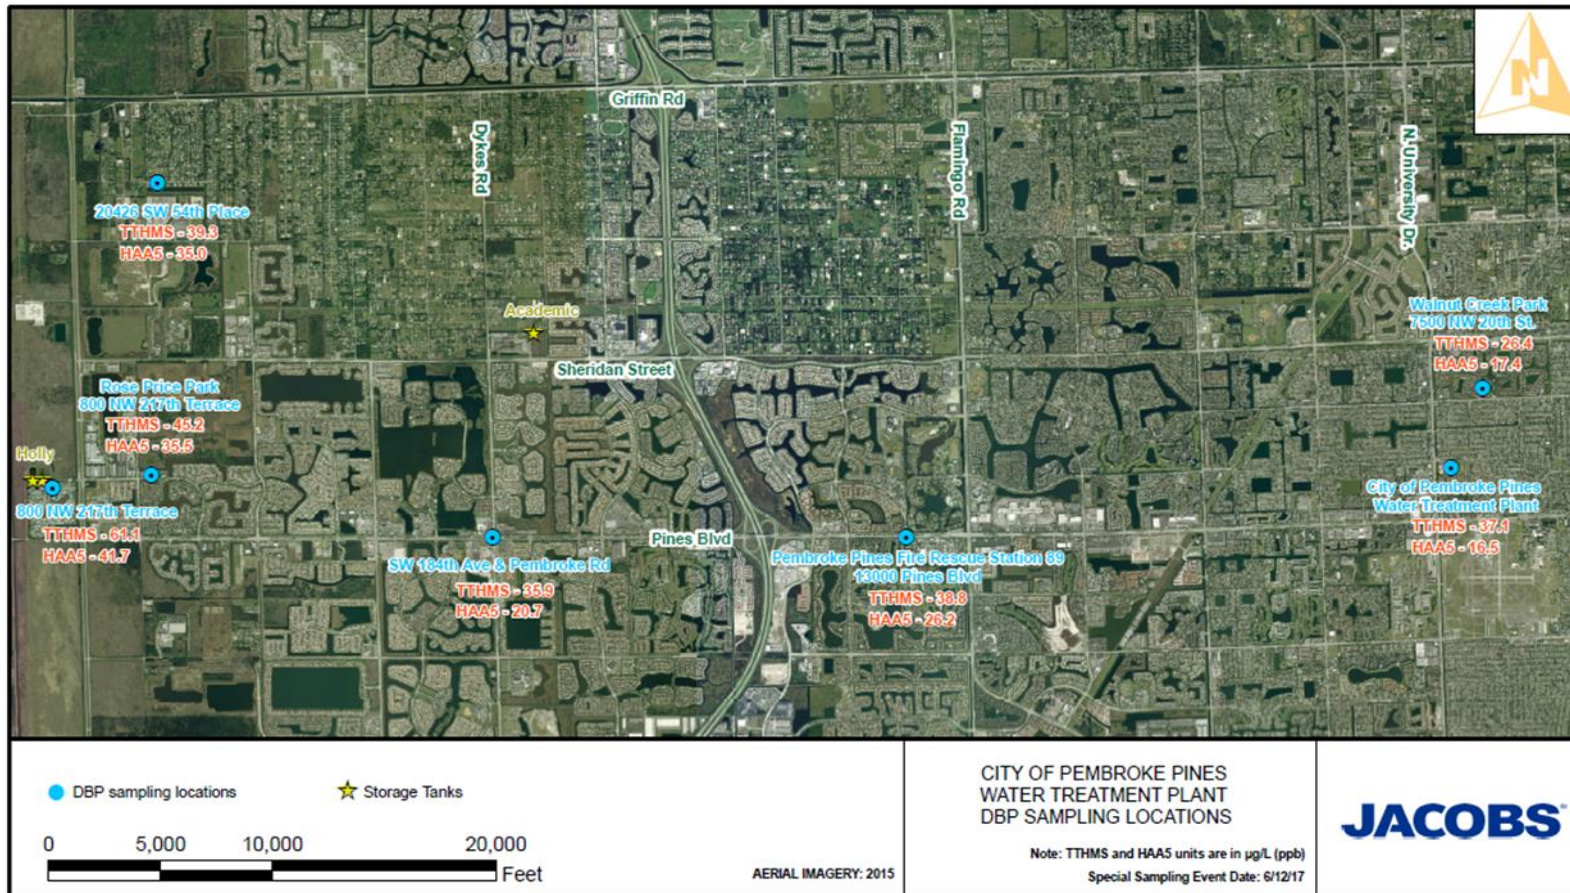 N
Griffin Rd
Dykes Rd
Flamingo Rd
N. University Dr.
20426 SW 54th Place
TTHMS - 39.3
HAA5 - 35.0
Academic
Sheridan Street
Walnut Creek Park
7500 NW 20th St.
TTHMS - 26.4
HAA5 - 17.4
Rose Price Park
800 NW 217th Terrace
TTHMS - 45.2
HAA5 - 35.5
Holly
800 NW 217th Terrace
TTHMS - 61.1
HAA5 - 41.7
SW 184th Ave & Pembroke Rd
TTHMS - 35.9
HAA5 - 20.7
Pines Blvd
Pembroke Pines Fire Rescue Station 89
13000 Pines Blvd
TTHMS - 38.8
HAA5 - 26.2
City of Pembroke Pines
Water Treatment Plant
TTHMS - 37.1
HAA5 - 16.5
DBP sampling locations
Storage Tanks
0 5,000 10,000 20,000
Feet
AERIAL IMAGERY: 2015
CITY OF PEMBROKE PINES
WATER TREATMENT PLANT
DBP SAMPLING LOCATIONS
Note: TTHMS and HAA5 units are in µg/L (ppb)
Special Sampling Event Date: 6/12/17
JACOBS